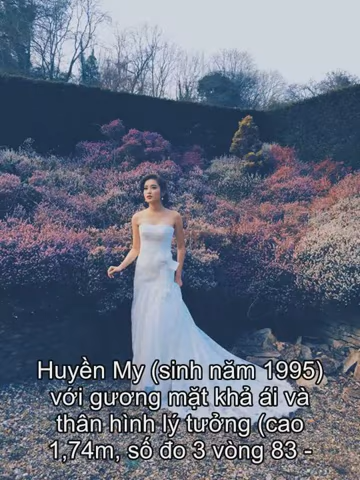 Huyền My (sinh năm 1995)
với gương mặt khả ái và
thân hình lý tưởng (cao
1,74m, số đo 3 vòng 83 -